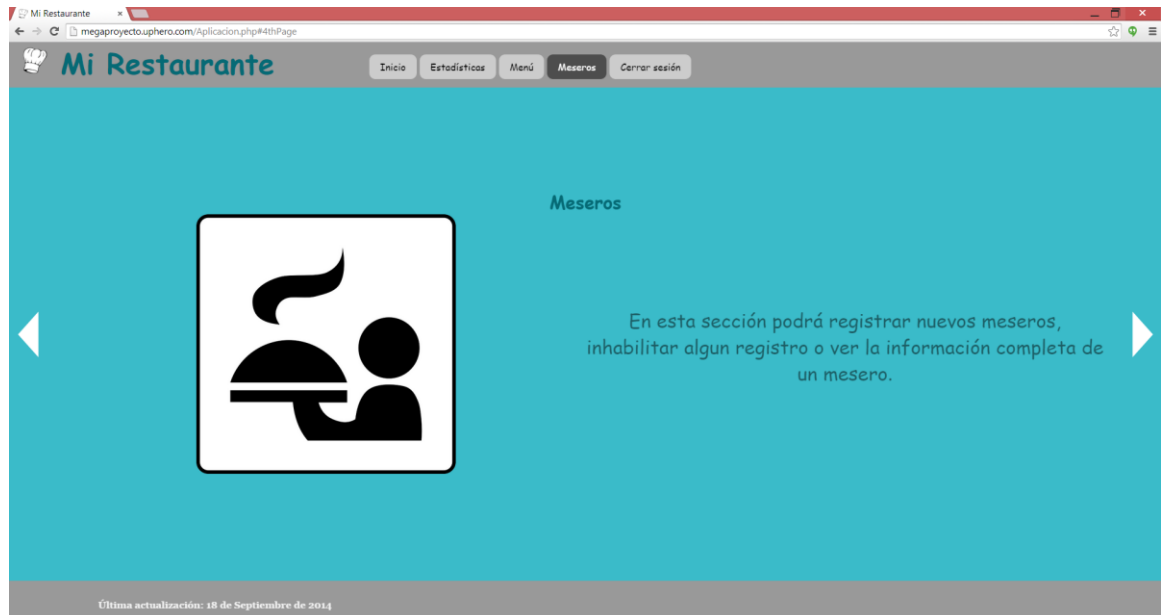 Mi Restaurante
megaproyecto.uphero.com/Aplicacion.php#4thPage
Mi Restaurante
Inicio
Estadísticas
Menú
Meseros
Cerrar sesión
Meseros
En esta sección podrá registrar nuevos meseros,
inhabilitar algun registro o ver la información completa de
un mesero.
Última actualización: 18 de Septiembre de 2014